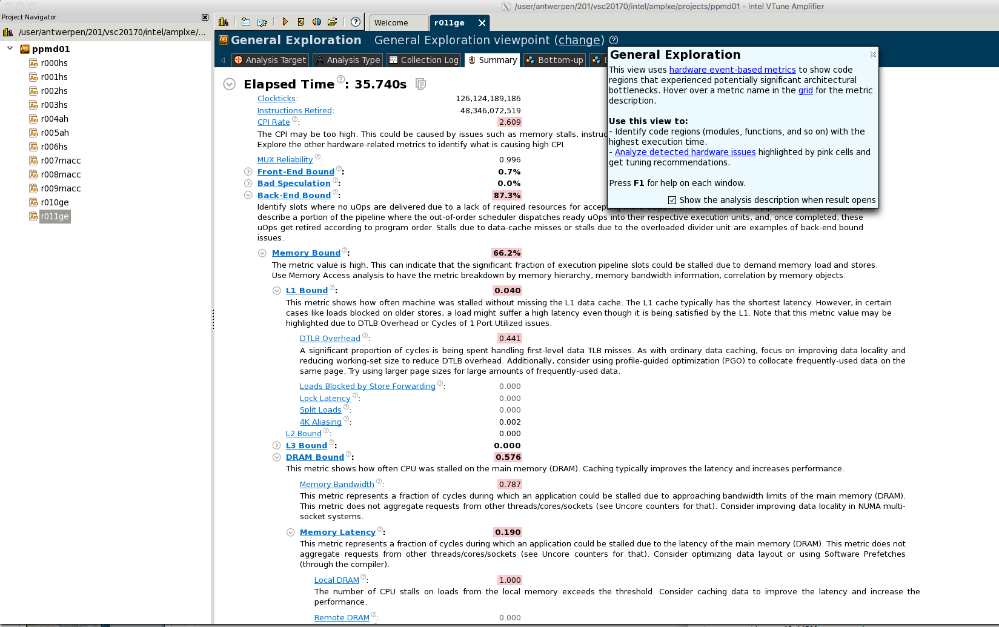 /user/antwerpen/201/vsc20170/intel/amplxe/projects/ppmd01 - Intel VTune Amplifier
Project Navigator
/user/antwerpen/201/vsc20170/intel/amplxe/...
ppmd01
r000hs
r001hs
r002hs
r003hs
r004ah
r005ah
r006hs
r007macc
r008macc
r009macc
r010ge
r011ge
Welcome
r011ge
General Exploration General Exploration viewpoint (change)
Analysis Target
Analysis Type
Collection Log
Summary
Bottom-up
General Exploration
This view uses hardware event-based metrics to show code
regions that experienced potentially significant architectural
bottlenecks. Hover over a metric name in the grid for the metric
description.
Use this view to:
- Identify code regions (modules, functions, and so on) with the
highest execution time.
- Analyze detected hardware issues highlighted by pink cells and
get tuning recommendations.
Press F1 for help on each window.
Show the analysis description when result opens
Elapsed Time: 35.740s
Clockticks: 126,124,189,186
Instructions Retired: 48,346,072,519
CPI Rate: 2.609
The CPI may be too high. This could be caused by issues such as memory stalls,
Explore the other hardware-related metrics to identify what is causing high CPI.
MUX Reliability: 0.996
Front-End Bound: 0.7%
Bad Speculation: 0.0%
Back-End Bound: 87.3%
Identify slots where no uOps are delivered due to a lack of required resources for accepting more uOps in the back-end of the pipeline. Back-end metrics
describe a portion of the pipeline where the out-of-order scheduler dispatches ready uOps into their respective execution units, and, once completed, these
uOps get retired according to program order. Stalls due to data-cache misses or stalls due to the overloaded divider unit are examples of back-end bound
issues.
Memory Bound: 66.2%
The metric value is high. This can indicate that the significant fraction of execution pipeline slots could be stalled due to demand memory load and stores.
Use Memory Access analysis to have the metric breakdown by memory hierarchy, memory bandwidth information, correlation by memory objects.
L1 Bound: 0.040
This metric shows how often machine was stalled without missing the L1 data cache. The L1 cache typically has the shortest latency. However, in certain
cases like loads blocked on older stores, a load might suffer a high latency even though it is being satisfied by the L1. Note that this metric value may be
highlighted due to DTLB Overhead or Cycles of 1 Port Utilized issues.
DTLB Overhead: 0.441
A significant proportion of cycles is being spent handling first-level data TLB misses. As with ordinary data caching, focus on improving data locality and
reducing working-set size to reduce DTLB overhead. Additionally, consider using profile-guided optimization (PGO) to collocate frequently-used data on the
same page. Try using larger page sizes for large amounts of frequently-used data.
Loads Blocked by Store Forwarding: 0.000
Lock Latency: 0.000
Split Loads: 0.000
4K Aliasing: 0.002
L2 Bound: 0.000
L3 Bound: 0.000
DRAM Bound: 0.576
This metric shows how often CPU was stalled on the main memory (DRAM). Caching typically improves the latency and increases performance.
Memory Bandwidth: 0.787
This metric represents a fraction of cycles during which an application could be stalled due to approaching bandwidth limits of the main memory (DRAM).
This metric does not aggregate requests from other threads/cores/sockets (see Uncore counters for that). Consider improving data locality in NUMA multi-
socket systems.
Memory Latency: 0.190
This metric represents a fraction of cycles during which an application could be stalled due to the latency of the main memory (DRAM). This metric does not
aggregate requests from other threads/cores/sockets (see Uncore counters for that). Consider optimizing data layout or using Software Prefetches
(through the compiler).
Local DRAM: 1.000
The number of CPU stalls on loads from the local memory exceeds the threshold. Consider caching data to improve the latency and increase the
performance.
Remote DRAM: 0.000